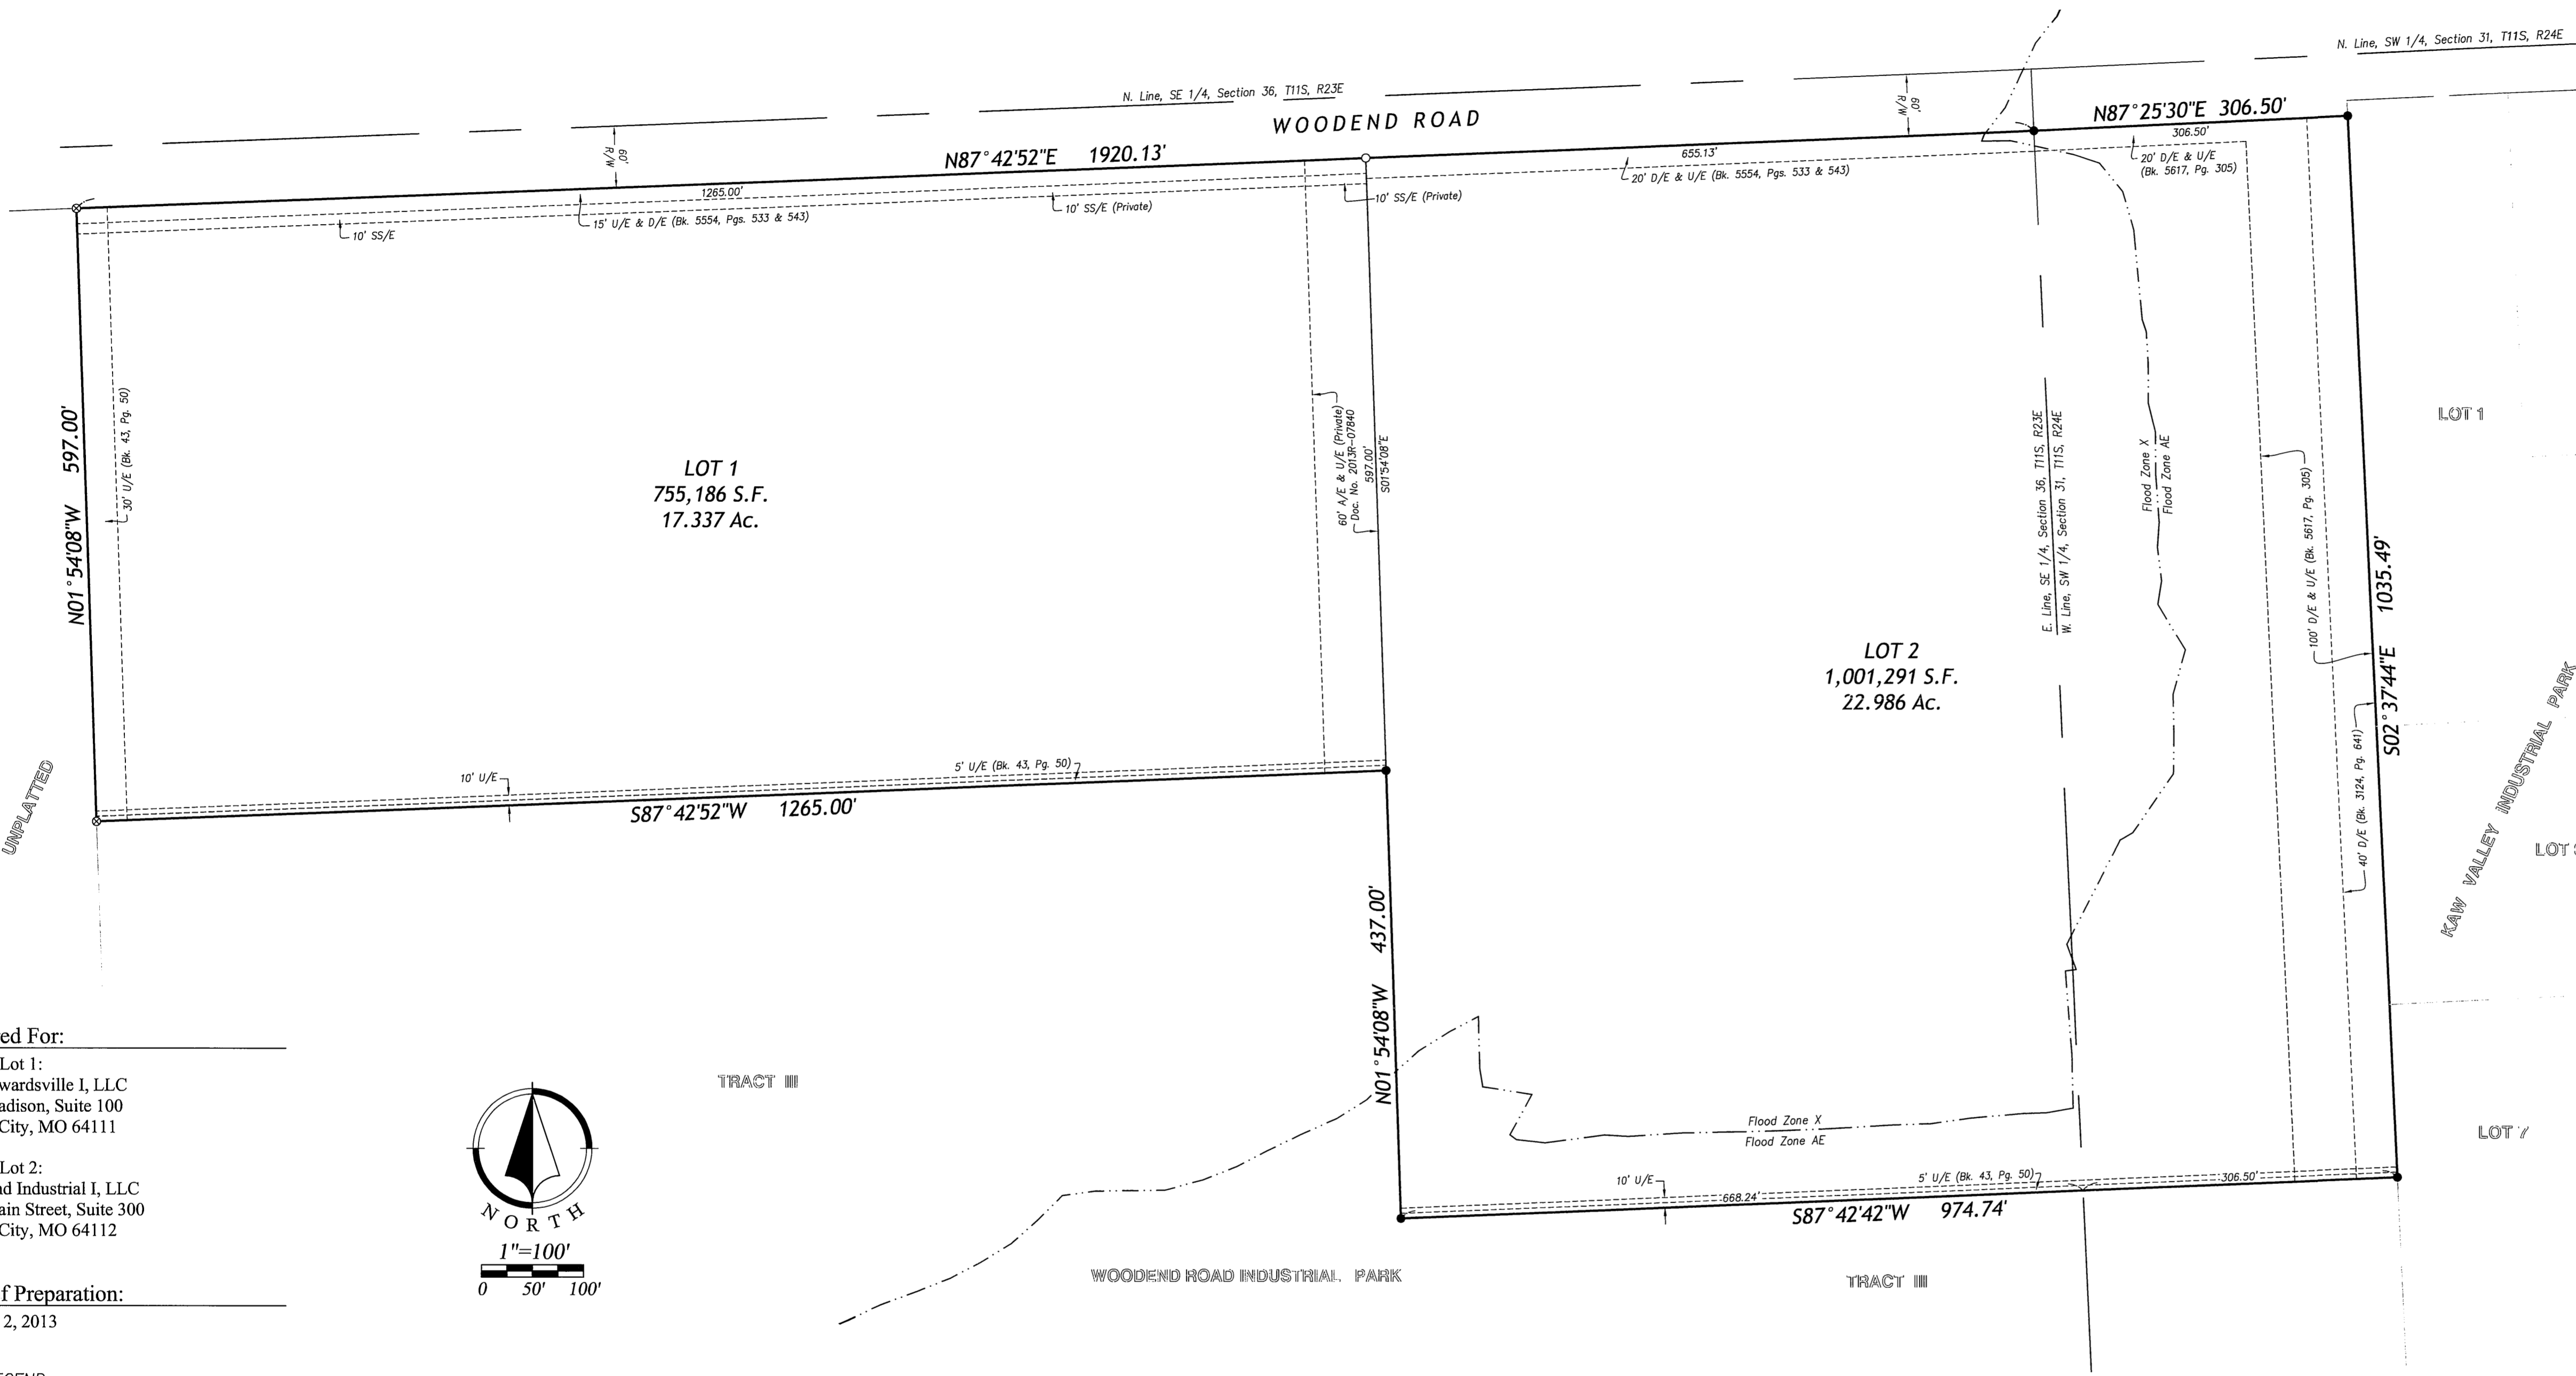 N. Line, SW 1/4, Section 31, T11S, R24E
N. Line, SE 1/4, Section 36, T11S, R23E
WOODEND ROAD
60'
R/W
60'
R/W
N87°25'30"E 306.50'
306.50'
20' D/E & U/E
(Bk. 5617, Pg. 305)
N87°42'52"E 1920.13'
1265.00'
655.13'
20' D/E & U/E (Bk. 5554, Pgs. 533 & 543)
10' SS/E (Private)
10' SS/E (Private)
15' U/E & D/E (Bk. 5554, Pgs. 533 & 543)
10' SS/E
N01°54'08"W 597.00'
30' U/E (Bk. 43, Pg. 50)
LOT 1
755,186 S.F.
17.337 Ac.
60' A/E & U/E (Private)
Doc. No. 2013R-07840
597.00'
S01°54'08"E
E. Line, SE 1/4, Section 36, T11S, R23E
W. Line, SW 1/4, Section 31, T11S, R24E
Flood Zone X
Flood Zone AE
100' D/E & U/E (Bk. 5617, Pg. 305)
S02°37'44"E 1035.49'
40' D/E (Bk. 3124, Pg. 641)
LOT 1
KAW VALLEY INDUSTRIAL PARK
LOT
LOT 7
LOT 2
1,001,291 S.F.
22.986 Ac.
UNPLATTED
10' U/E
5' U/E (Bk. 43, Pg. 50)
S87°42'52"W 1265.00'
N01°54'08"W 437.00'
Flood Zone X
Flood Zone AE
10' U/E
5' U/E (Bk. 43, Pg. 50)
668.24'
306.50'
S87°42'42"W 974.74'
TRACT III
WOODEND ROAD INDUSTRIAL PARK
TRACT III
NORTH
1"=100'
0 50' 100'
ed For:
Lot 1:
wardsville I, LLC
adison, Suite 100
City, MO 64111
Lot 2:
nd Industrial I, LLC
ain Street, Suite 300
City, MO 64112
f Preparation:
2, 2013